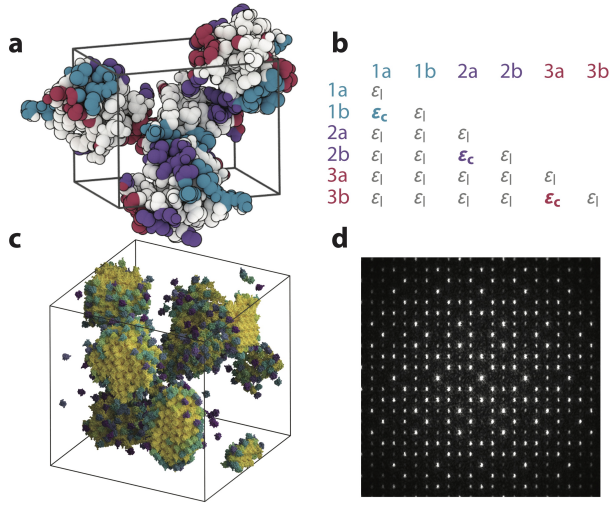 a
b
1a 1b 2a 2b 3a 3b
1a εl
1b εc εl
2a εl εl εl
2b εl εl εc εl
3a εl εl εl εl εl
3b εl εl εl εl εc εl
c
d